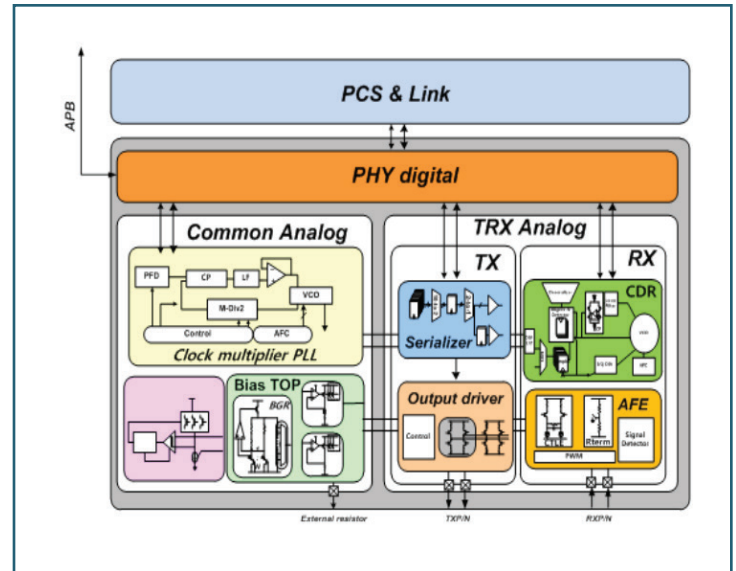 APB
PCS & Link
PHY digital
Common Analog
TRX Analog
TX
RX
PFD
CP
LF
VCO
M-Div2
Control
AFC
Clock multiplier PLL
Serializer
CDR
Bias TOP
BGR
Output driver
Control
AFE
CTLE
Rterm
Signal
Detector
PWM
External resistor
TXP/N
RXP/N